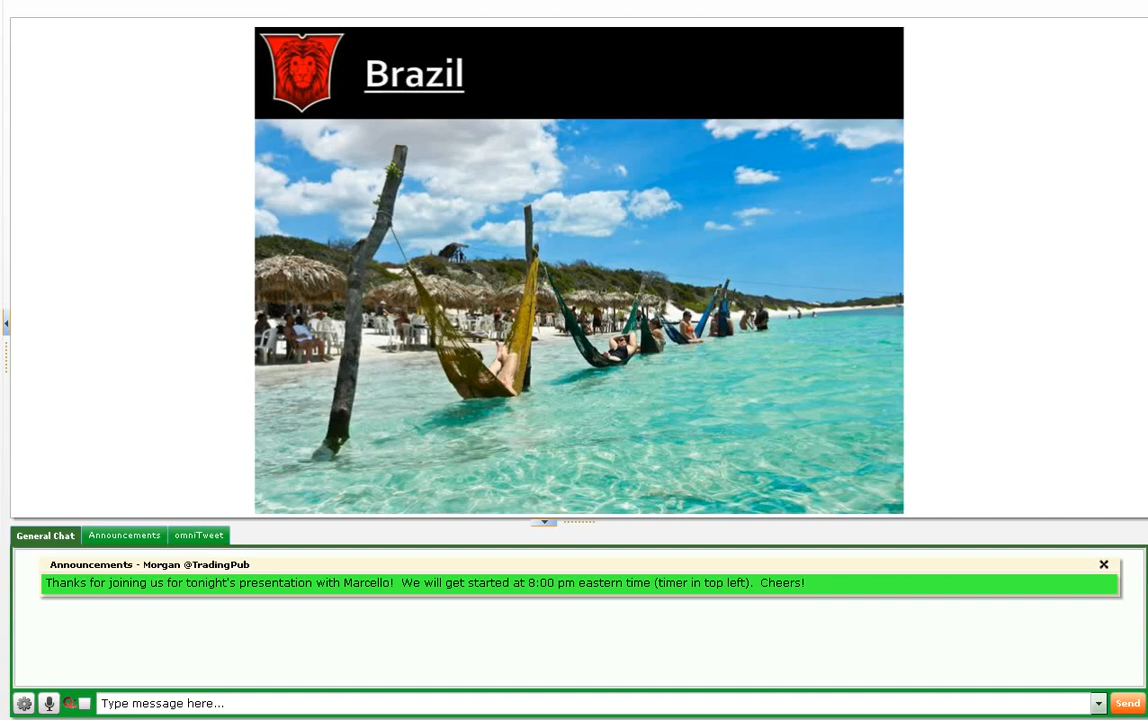 Brazil
General Chat
Announcements
omniTweet
Announcements - Morgan @TradingPub
Thanks for joining us for tonight's presentation with Marcello!  We will get started at 8:00 pm eastern time (timer in top left).  Cheers!
Type message here...
Send